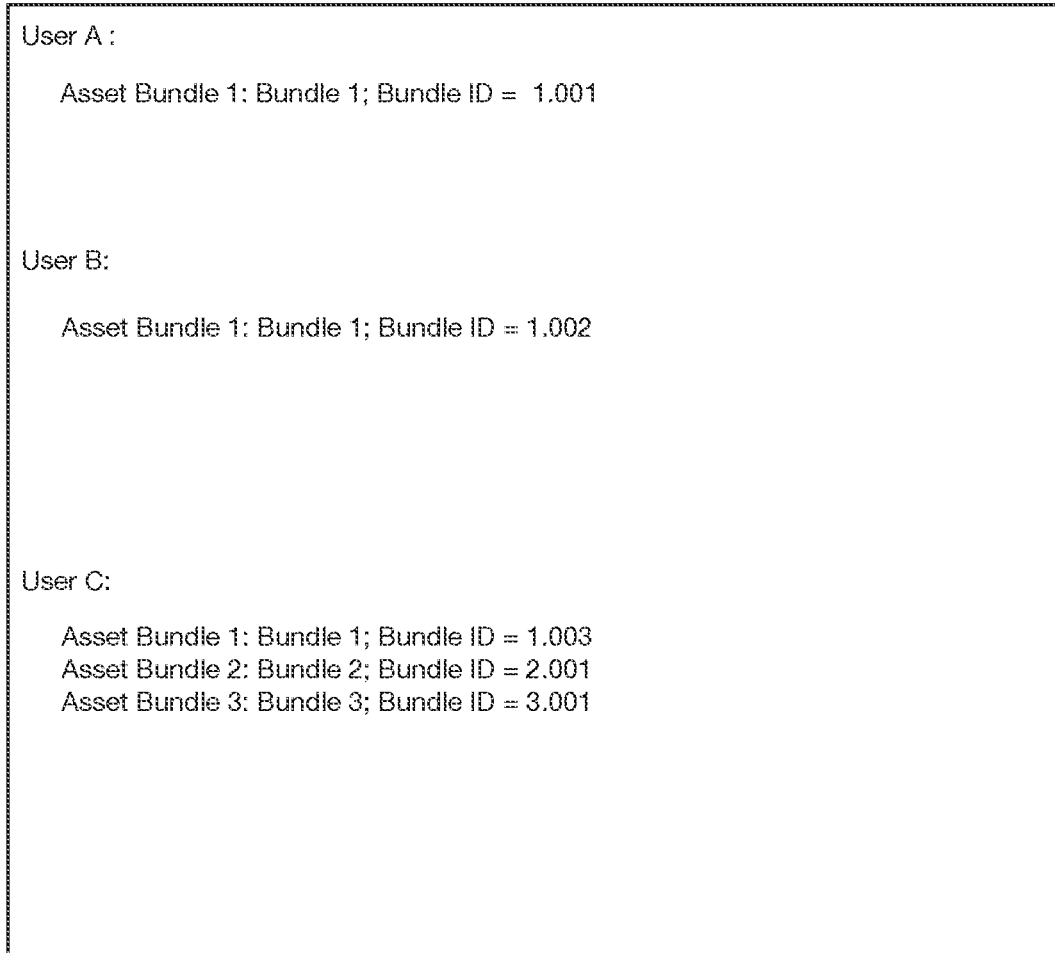 User A :
Asset Bundle 1: Bundle 1; Bundle ID = 1.001
User B:
Asset Bundle 1: Bundle 1; Bundle ID = 1.002
User C:
Asset Bundle 1: Bundle 1; Bundle ID = 1.003
Asset Bundle 2: Bundle 2; Bundle ID = 2.001
Asset Bundle 3: Bundle 3; Bundle ID = 3.001